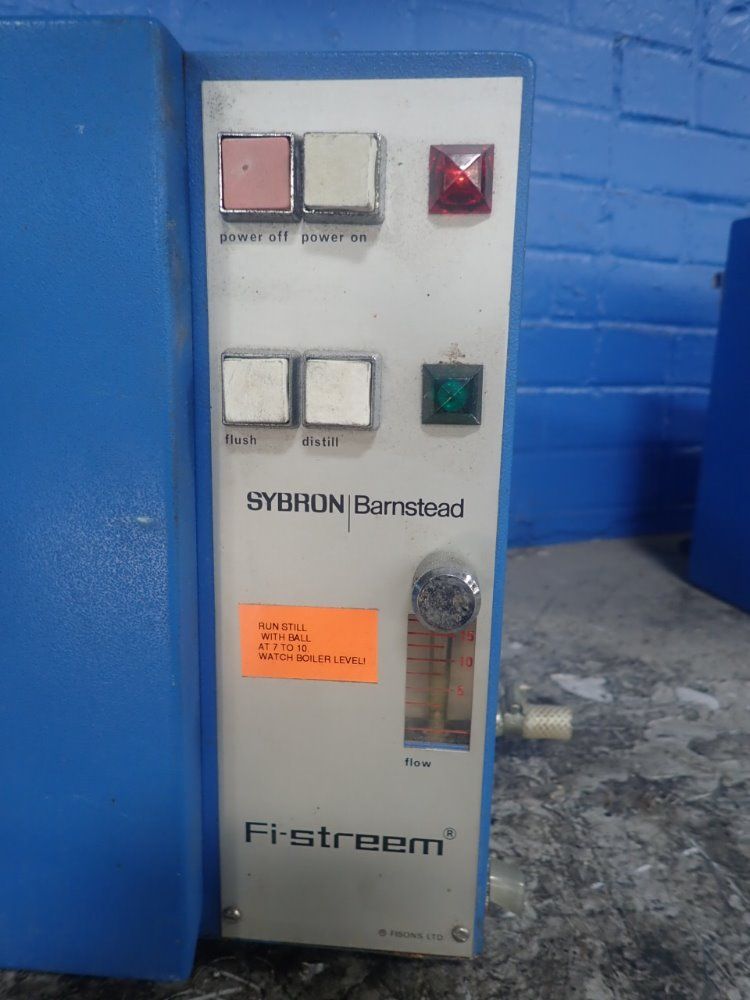 power off power on
flush distill
SYBRON | Barnstead
RUN STILL
WITH BALL
AT 7 TO 10.
WATCH BOILER LEVEL!
15
10
5
flow
Fi-streem®
® FISONS LTD.